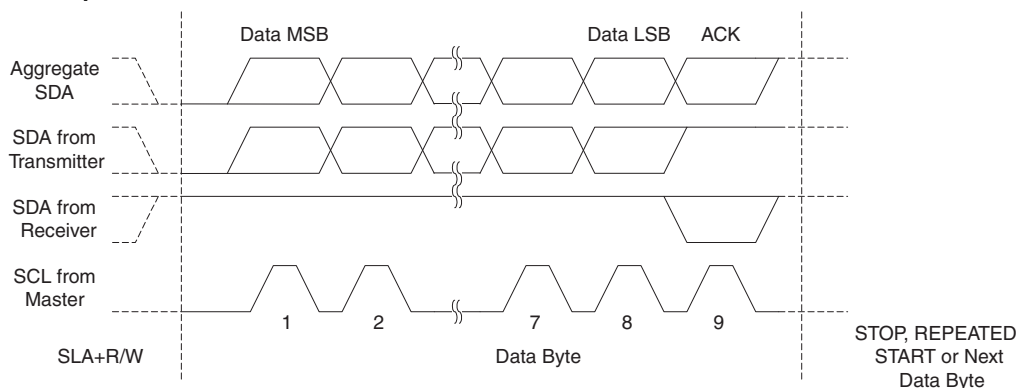 Data MSB
Data LSB
ACK
Aggregate
SDA
SDA from
Transmitter
SDA from
Receiver
SCL from
Master
1
2
7
8
9
SLA+R/W
Data Byte
STOP, REPEATED
START or Next
Data Byte